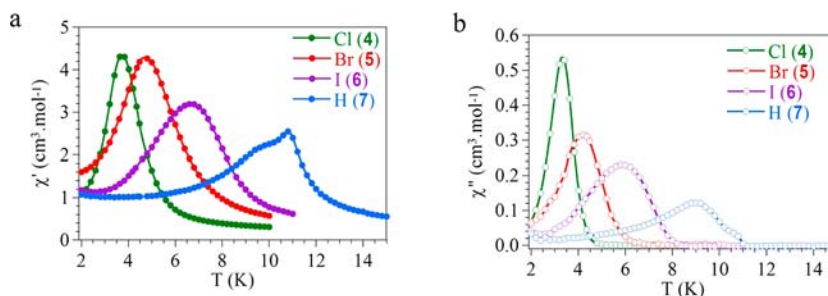 a
χ' (cm³.mol⁻¹)
5
4
3
2
1
0
Cl (4)
Br (5)
I (6)
H (7)
2 4 6 8 10 12 14
T (K)
b
χ" (cm³.mol⁻¹)
0.6
0.5
0.4
0.3
0.2
0.1
0.0
Cl (4)
Br (5)
I (6)
H (7)
2 4 6 8 10 12 14
T (K)